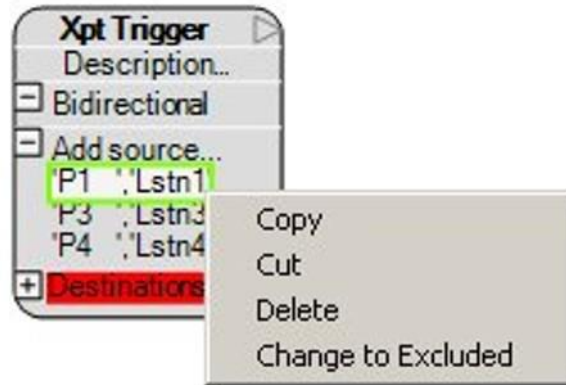 Xpt Trigger
Description...
Bidirectional
Add source...
'P1 ','Lstn1
'P3 ','Lstn3
'P4 ','Lstn4
Destinations
Copy
Cut
Delete
Change to Excluded